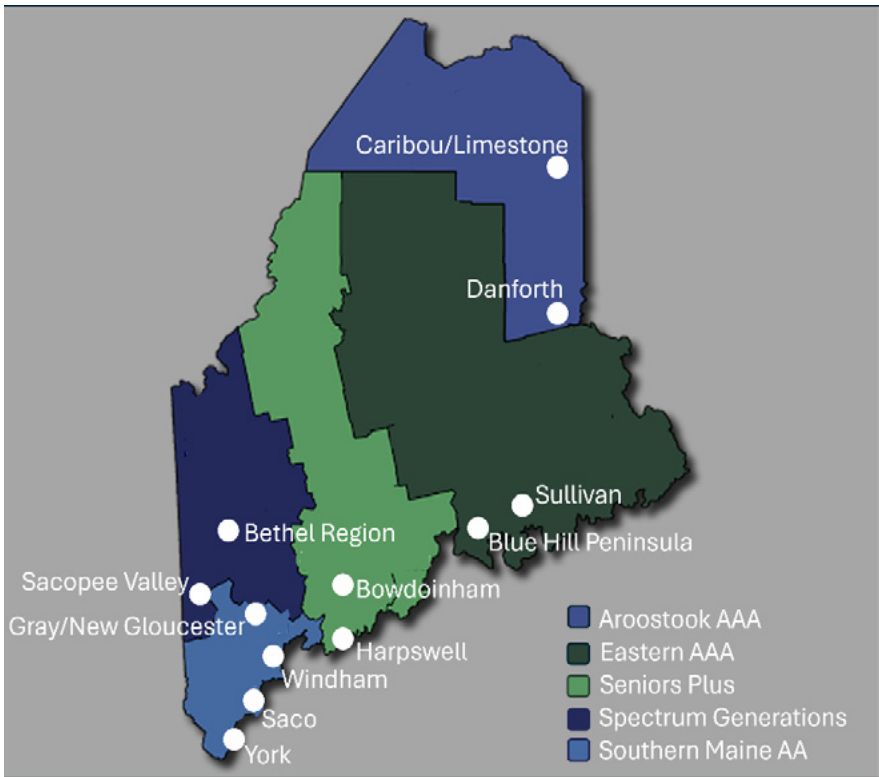 Caribou/Limestone
Danforth
Sullivan
Blue Hill Peninsula
Bethel Region
Sacopee Valley
Bowdoinham
Gray/New Gloucester
Harpswell
Windham
Saco
York
Aroostook AAA
Eastern AAA
Seniors Plus
Spectrum Generations
Southern Maine AA